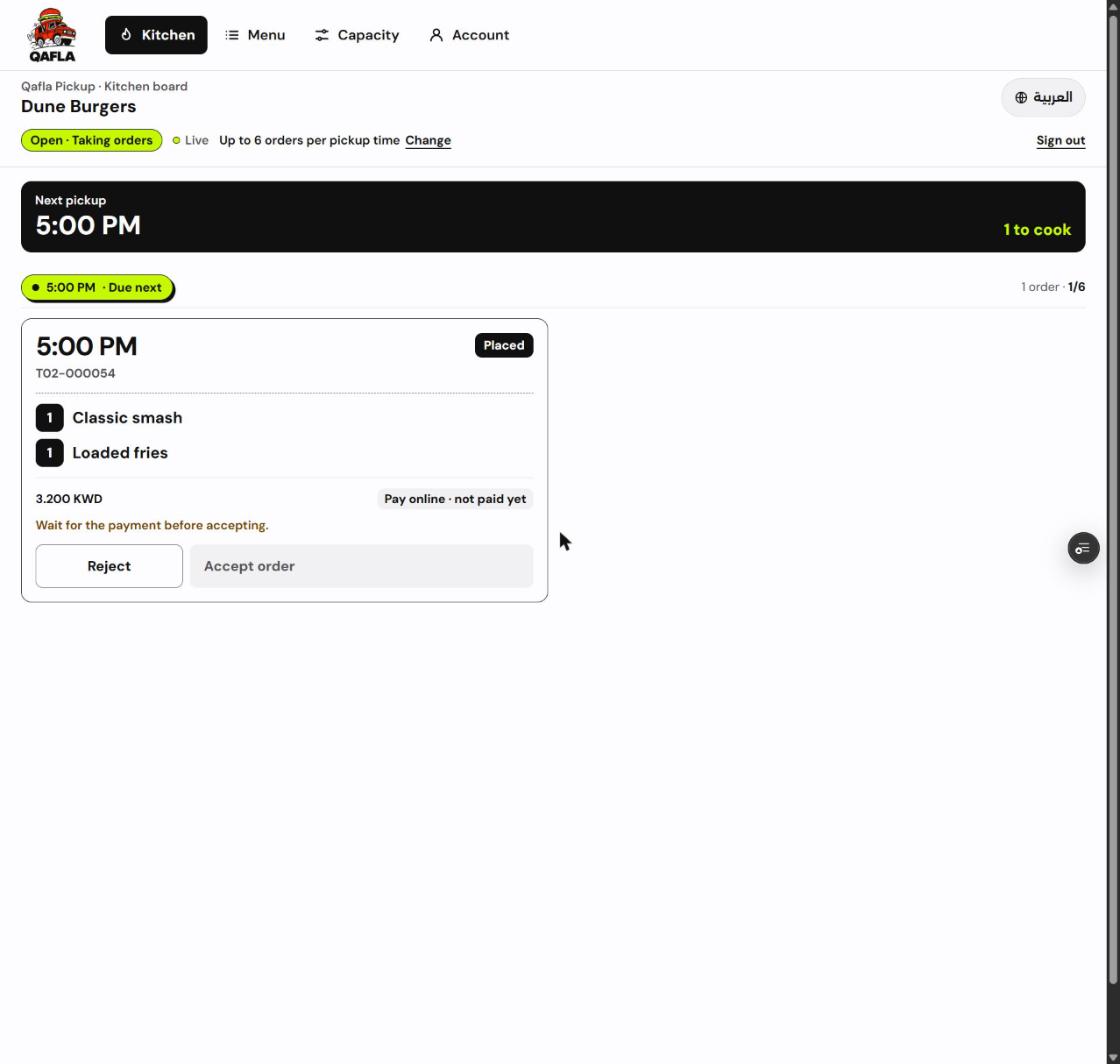 QAFLA
Kitchen
Menu
Capacity
Account
Qafla Pickup · Kitchen board
Dune Burgers
العربية
Open · Taking orders
Live
Up to 6 orders per pickup time Change
Sign out
Next pickup
5:00 PM
1 to cook
5:00 PM · Due next
1 order · 1/6
5:00 PM
Placed
T02-000054
1 Classic smash
1 Loaded fries
3.200 KWD
Pay online · not paid yet
Wait for the payment before accepting.
Reject
Accept order